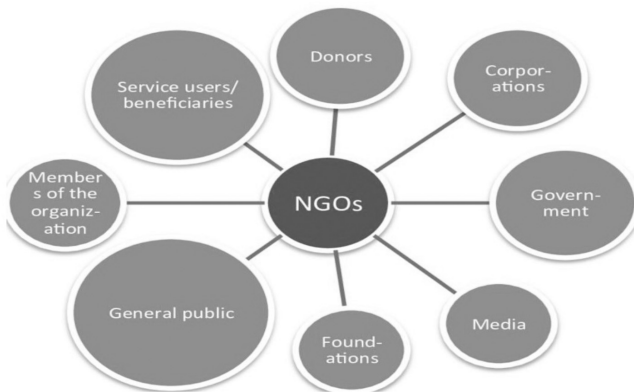 Donors
Service users/
beneficiaries
Corpor-
ations
Member
s of the
organiz-
ation
NGOs
Govern-
ment
General public
Found-
ations
Media